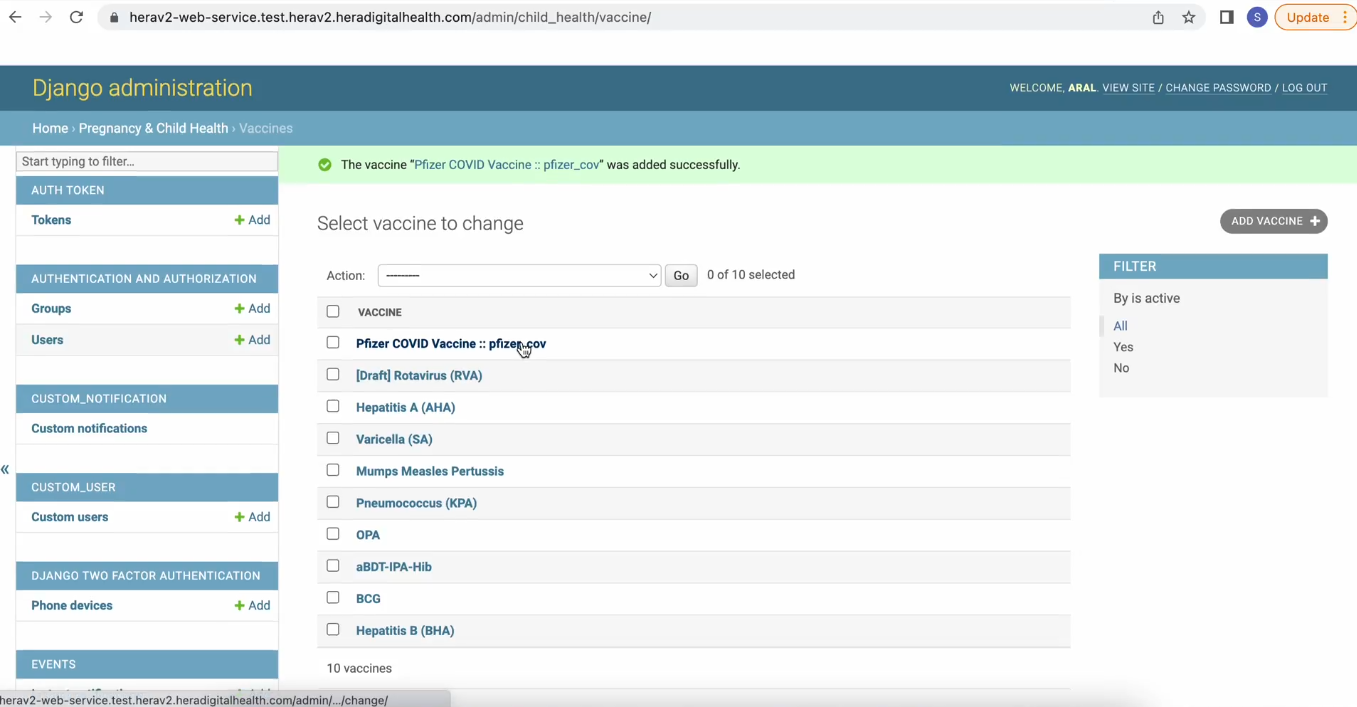 herav2-web-service.test.herav2.heradigitalhealth.com/admin/child_health/vaccine/
S
Update
Django administration
WELCOME, ARAL. VIEW SITE / CHANGE PASSWORD / LOG OUT
Home › Pregnancy & Child Health › Vaccines
Start typing to filter...
AUTH TOKEN
Tokens + Add
AUTHENTICATION AND AUTHORIZATION
Groups + Add
Users + Add
CUSTOM_NOTIFICATION
Custom notifications
«
CUSTOM_USER
Custom users + Add
DJANGO TWO FACTOR AUTHENTICATION
Phone devices + Add
EVENTS
The vaccine “Pfizer COVID Vaccine :: pfizer_cov” was added successfully.
Select vaccine to change
ADD VACCINE +
Action: --------- Go 0 of 10 selected
VACCINE
Pfizer COVID Vaccine :: pfizer_cov
[Draft] Rotavirus (RVA)
Hepatitis A (AHA)
Varicella (SA)
Mumps Measles Pertussis
Pneumococcus (KPA)
OPA
aBDT-IPA-Hib
BCG
Hepatitis B (BHA)
10 vaccines
FILTER
By is active
All
Yes
No
herav2-web-service.test.herav2.heradigitalhealth.com/admin/.../change/